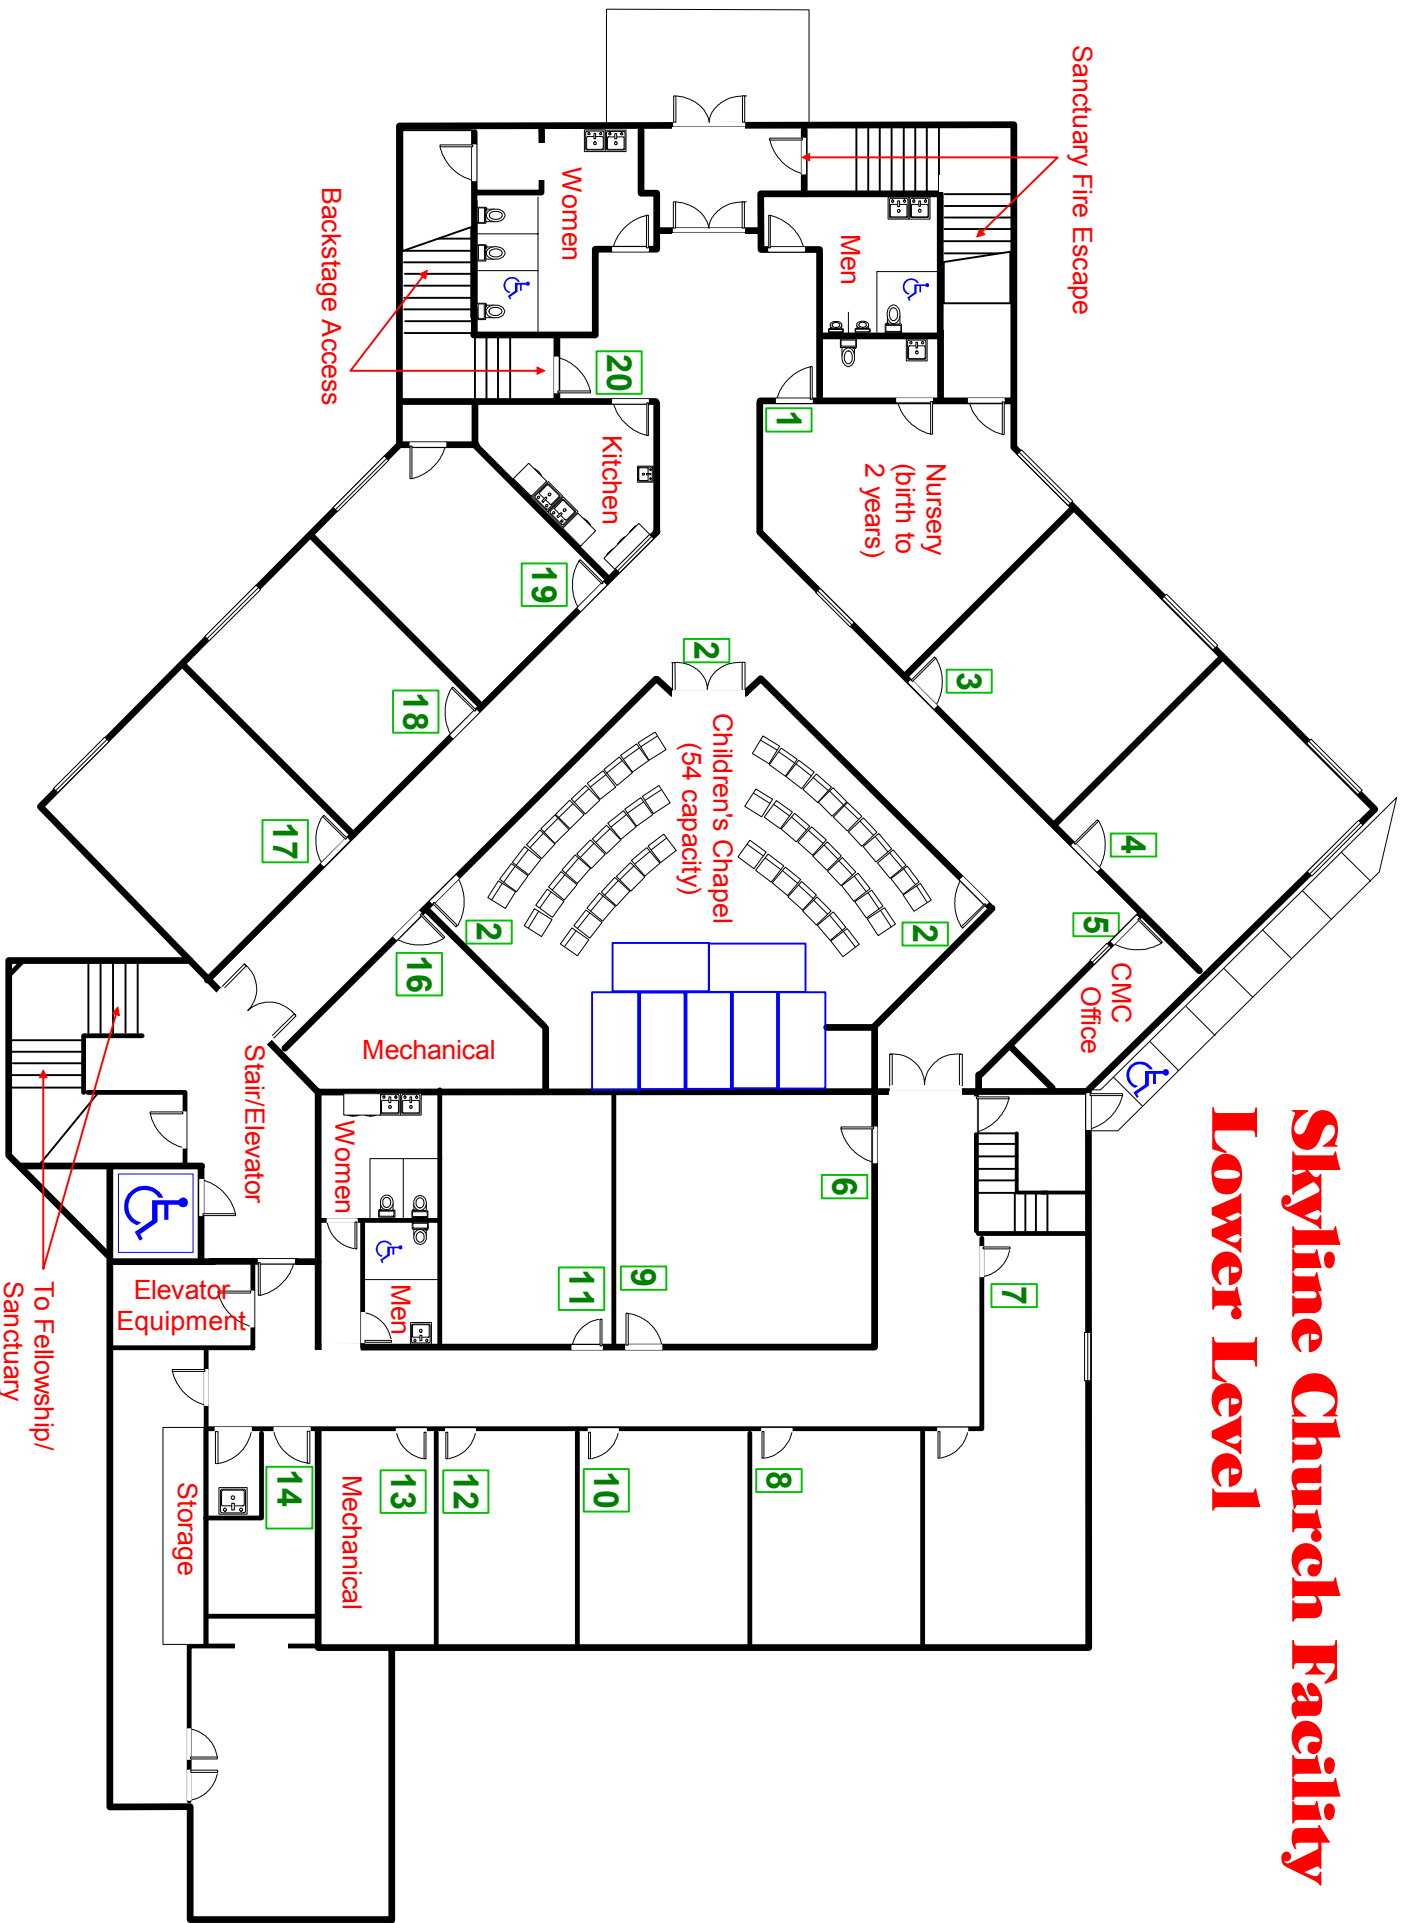 Skyline Church Facility
Lower Level
Sanctuary Fire Escape
Women
Men
Backstage Access
20
1
Kitchen
Nursery
(birth to
2 years)
19
2
3
18
Children's Chapel
(54 capacity)
17
4
2
2
5
16
CMC
Office
Mechanical
Stair/Elevator
Women
6
11
9
7
Elevator
Equipment
Men
To Fellowship/
Sanctuary
14
13
12
10
8
Storage
Mechanical